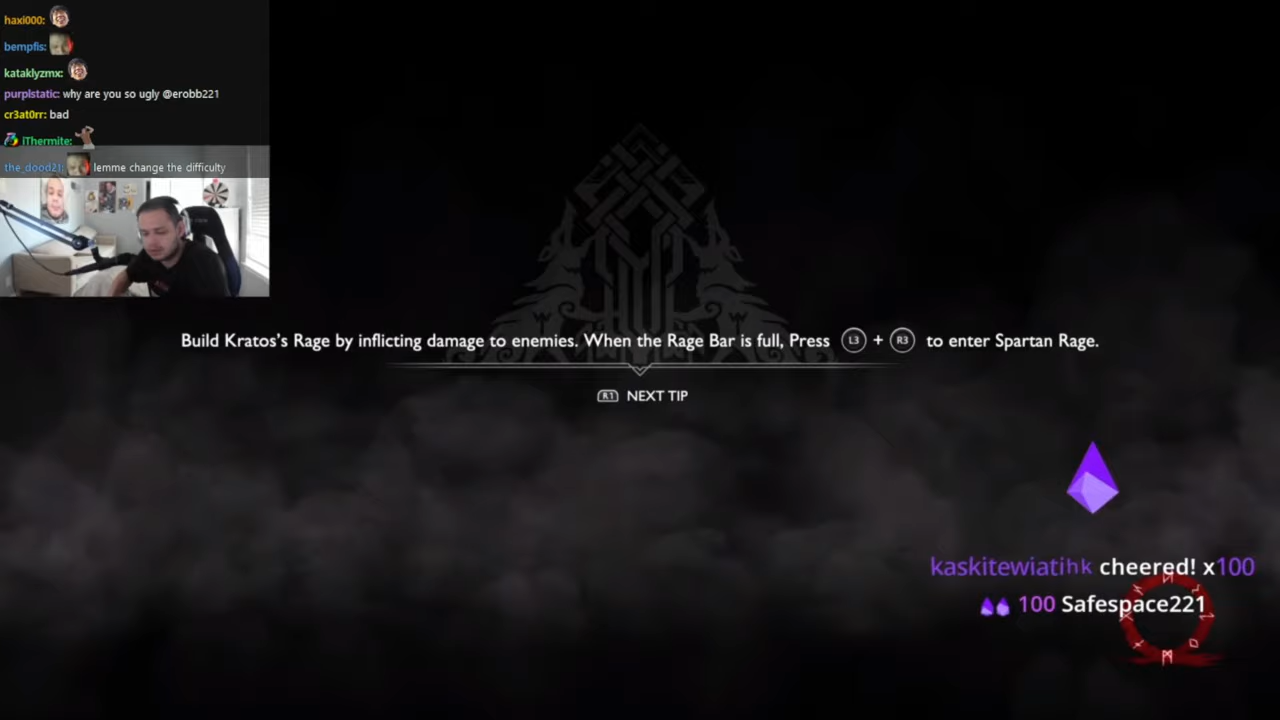 haxi000:
bempfis:
kataklyzmx:
purplstatic: why are you so ugly @erobb221
cr3at0rr: bad
iThermite:
the_dood21: lemme change the difficulty
Build Kratos's Rage by inflicting damage to enemies. When the Rage Bar is full, Press L3 + R3 to enter Spartan Rage.
R1 NEXT TIP
kaskitewiatihk cheered! x100
100 Safespace221